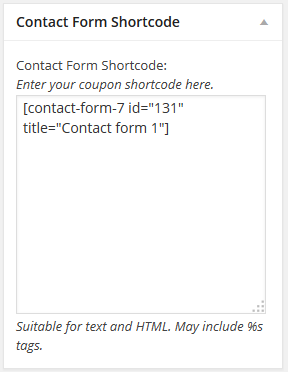 Contact Form Shortcode
Contact Form Shortcode:
Enter your coupon shortcode here.
[contact-form-7 id="131"
title="Contact form 1"]
Suitable for text and HTML. May include %s
tags.